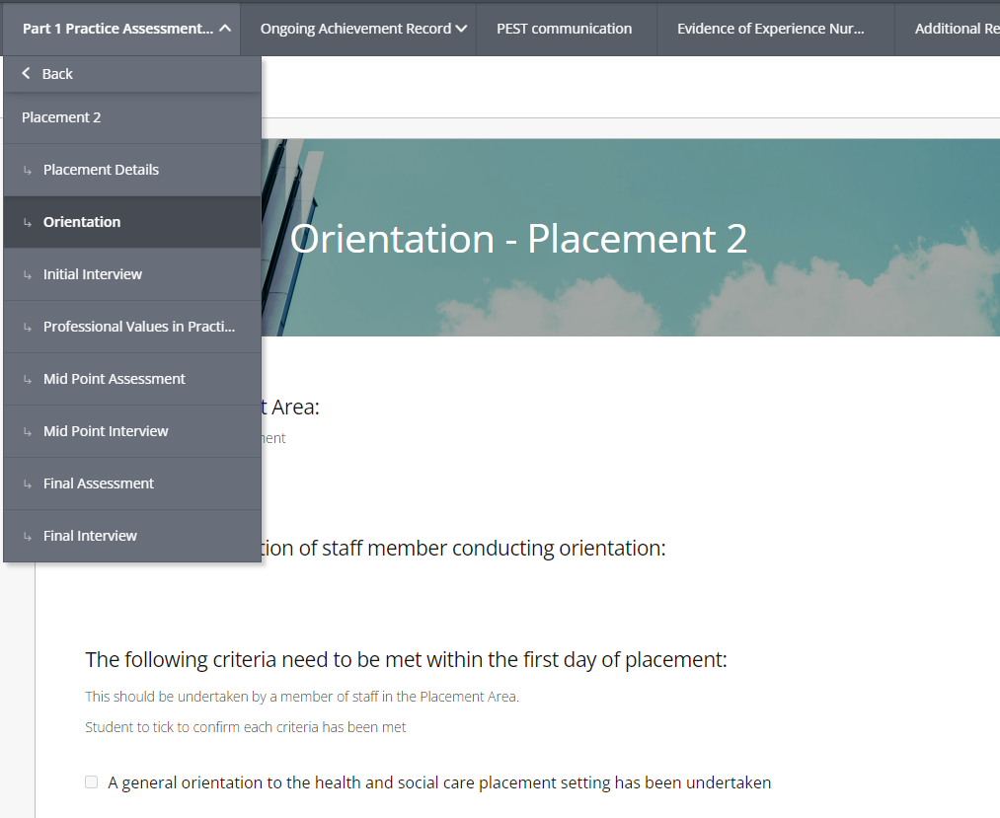 Part 1 Practice Assessment...
Ongoing Achievement Record
PEST communication
Evidence of Experience Nur...
Additional Re
Back
Placement 2
Placement Details
Orientation
Initial Interview
Professional Values in Practi...
Mid Point Assessment
Mid Point Interview
Final Assessment
Final Interview
Orientation - Placement 2
t Area:
ment
tion of staff member conducting orientation:
The following criteria need to be met within the first day of placement:
This should be undertaken by a member of staff in the Placement Area.
Student to tick to confirm each criteria has been met
A general orientation to the health and social care placement setting has been undertaken